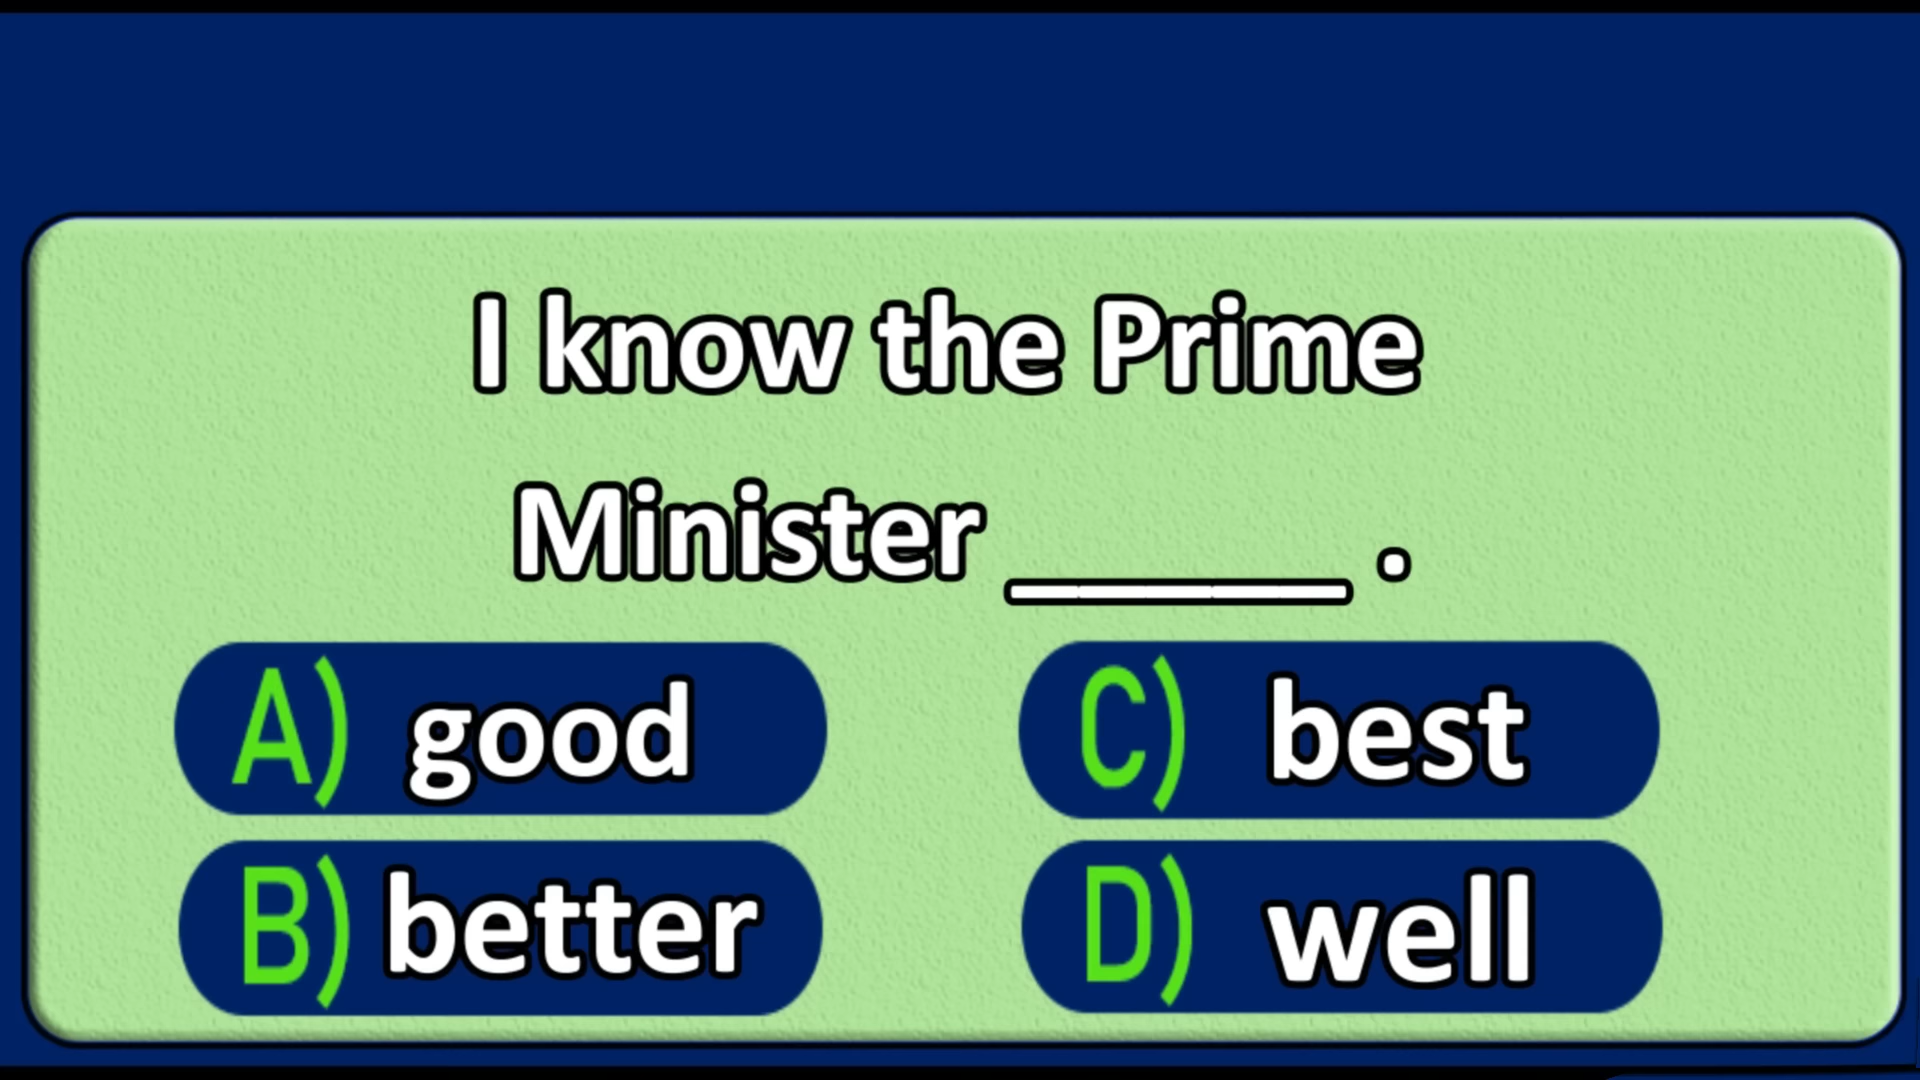 I know the Prime
Minister _____ .
A) good
C) best
B) better
D) well